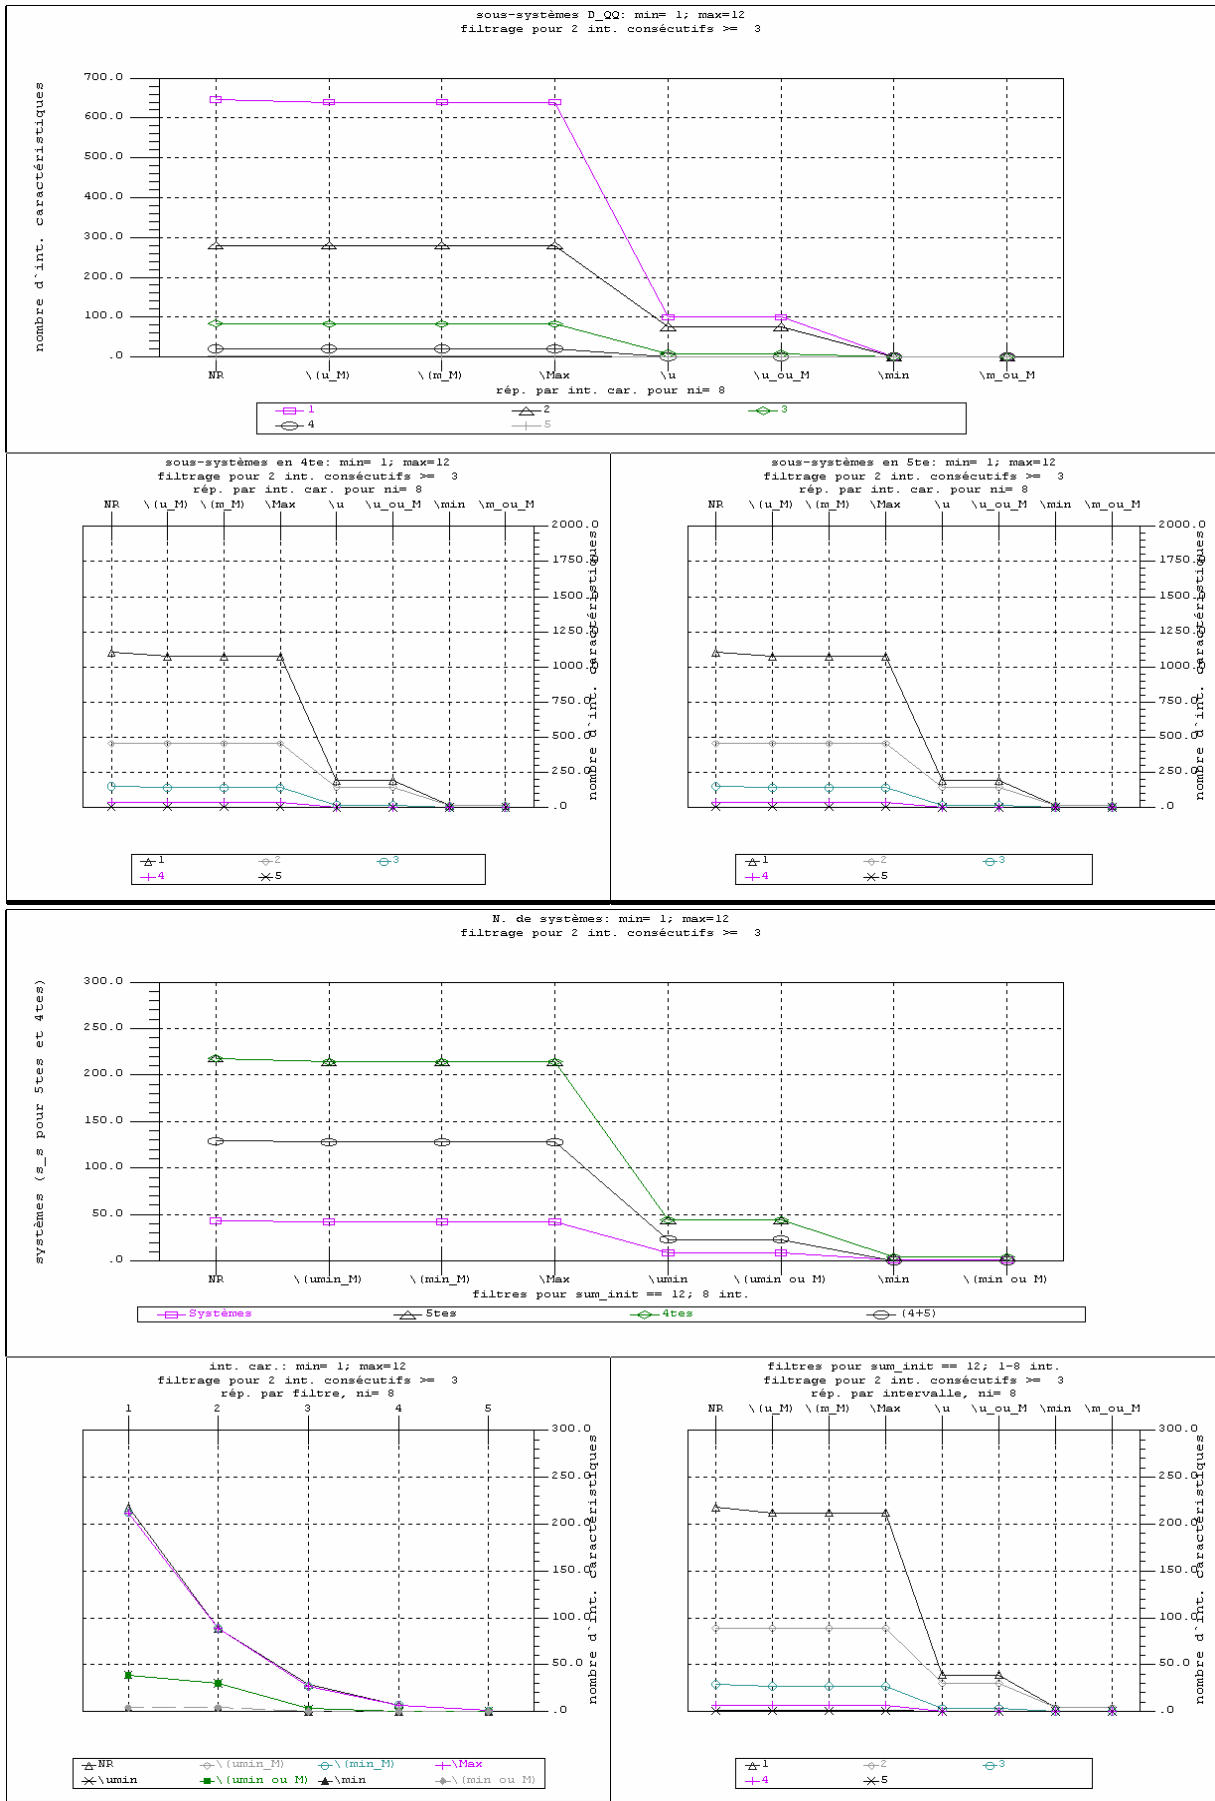 sous-systèmes D_QQ: min= 1; max=12
filtrage pour 2 int. consécutifs >=  3
nombre d`int. caractéristiques
700.0
600.0
500.0
400.0
300.0
200.0
100.0
.0
NR \(u_M) \(m_M) \Max \u \u_ou_M \min \m_ou_M
rép. par int. car. pour ni= 8
1 2 3
4 5
sous-systèmes en 4te: min= 1; max=12
filtrage pour 2 int. consécutifs >=  3
rép. par int. car. pour ni= 8
NR \(u_M) \(m_M) \Max \u \u_ou_M \min \m_ou_M
2000.0
1750.0
1500.0
1250.0
1000.0
750.0
500.0
250.0
.0
nombre d`int. caractéristiques
1 2 3
4 5
sous-systèmes en 5te: min= 1; max=12
filtrage pour 2 int. consécutifs >=  3
rép. par int. car. pour ni= 8
NR \(u_M) \(m_M) \Max \u \u_ou_M \min \m_ou_M
2000.0
1750.0
1500.0
1250.0
1000.0
750.0
500.0
250.0
.0
nombre d`int. caractéristiques
1 2 3
4 5
N. de systèmes: min= 1; max=12
filtrage pour 2 int. consécutifs >=  3
systèmes (s_s pour 5tes et 4tes)
300.0
250.0
200.0
150.0
100.0
50.0
.0
NR \(umin_M) \(min_M) \Max \umin \(umin ou M) \min \(min ou M)
filtres pour sum_init == 12; 8 int.
Systèmes 5tes 4tes (4+5)
int. car.: min= 1; max=12
filtrage pour 2 int. consécutifs >=  3
rép. par filtre, ni= 8
1 2 3 4 5
300.0
250.0
200.0
150.0
100.0
50.0
.0
nombre d`int. caractéristiques
NR \(umin_M) \(min_M) \Max
\umin \(umin ou M) \min \(min ou M)
filtres pour sum_init == 12; 1-8 int.
filtrage pour 2 int. consécutifs >=  3
rép. par intervalle, ni= 8
NR \(u_M) \(m_M) \Max \u \u_ou_M \min \m_ou_M
300.0
250.0
200.0
150.0
100.0
50.0
.0
nombre d`int. caractéristiques
1 2 3
4 5